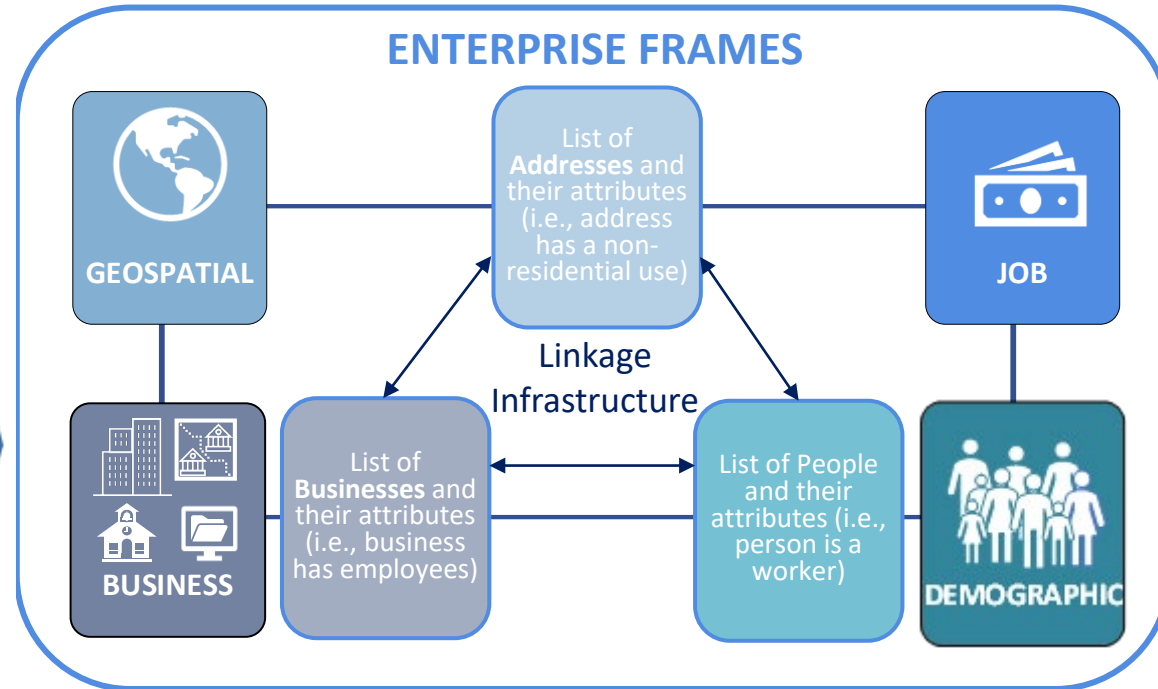 ENTERPRISE FRAMES
GEOSPATIAL
List of
Addresses and
their attributes
(i.e., address
has a non-
residential use)
JOB
Linkage
Infrastructure
BUSINESS
List of
Businesses and
their attributes
(i.e., business
has employees)
List of People
and their
attributes (i.e.,
person is a
worker)
DEMOGRAPHIC